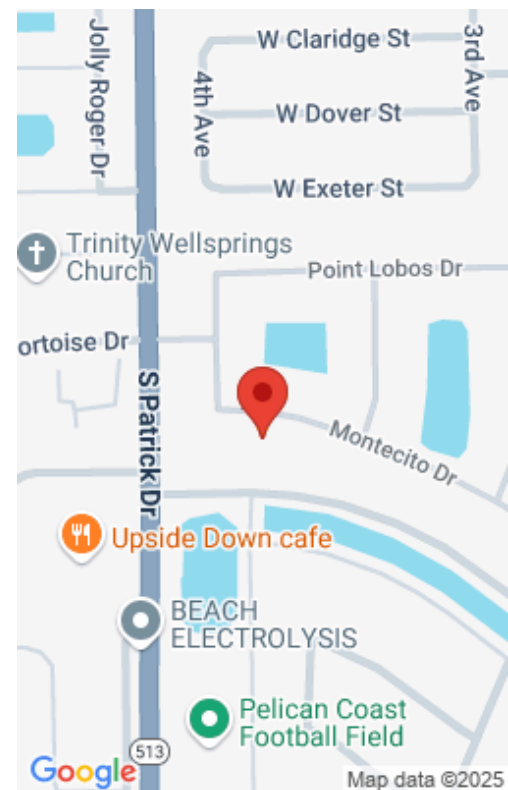 W Claridge St
3rd Ave
Jolly Roger Dr
4th Ave
W Dover St
W Exeter St
Trinity Wellsprings
Church
Point Lobos Dr
ortoise Dr
S Patrick Dr
Montecito Dr
Upside Down cafe
BEACH
ELECTROLYSIS
Pelican Coast
Football Field
513
Google
Map data ©2025